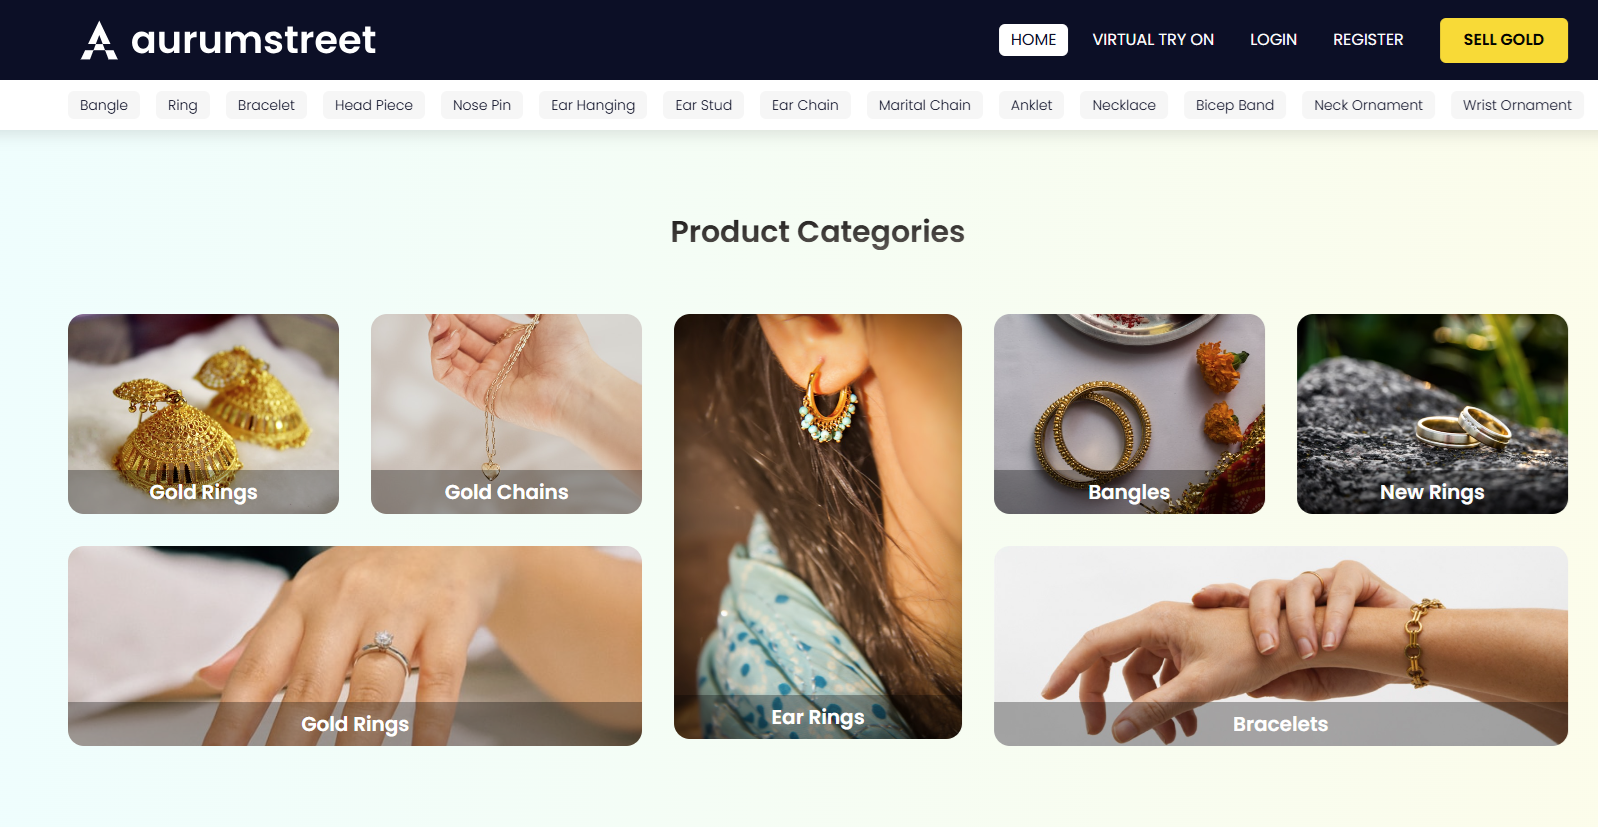 aurumstreet
HOME VIRTUAL TRY ON LOGIN REGISTER SELL GOLD
Bangle Ring Bracelet Head Piece Nose Pin Ear Hanging Ear Stud Ear Chain Marital Chain Anklet Necklace Bicep Band Neck Ornament Wrist Ornament
Product Categories
Gold Rings
Gold Chains
Ear Rings
Bangles
New Rings
Gold Rings
Bracelets